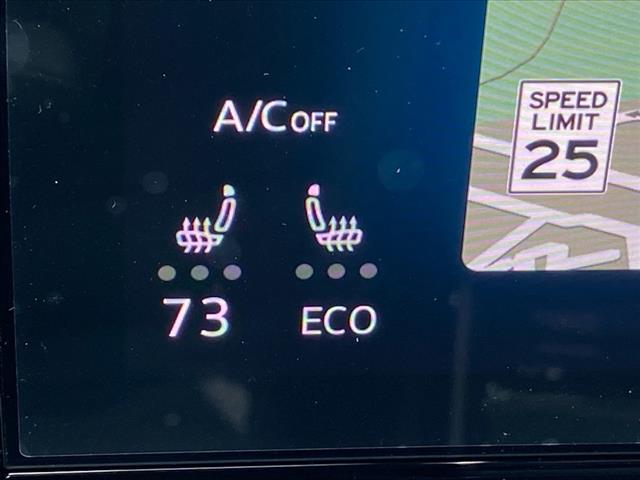 A/C OFF
73
ECO
SPEED
LIMIT
25